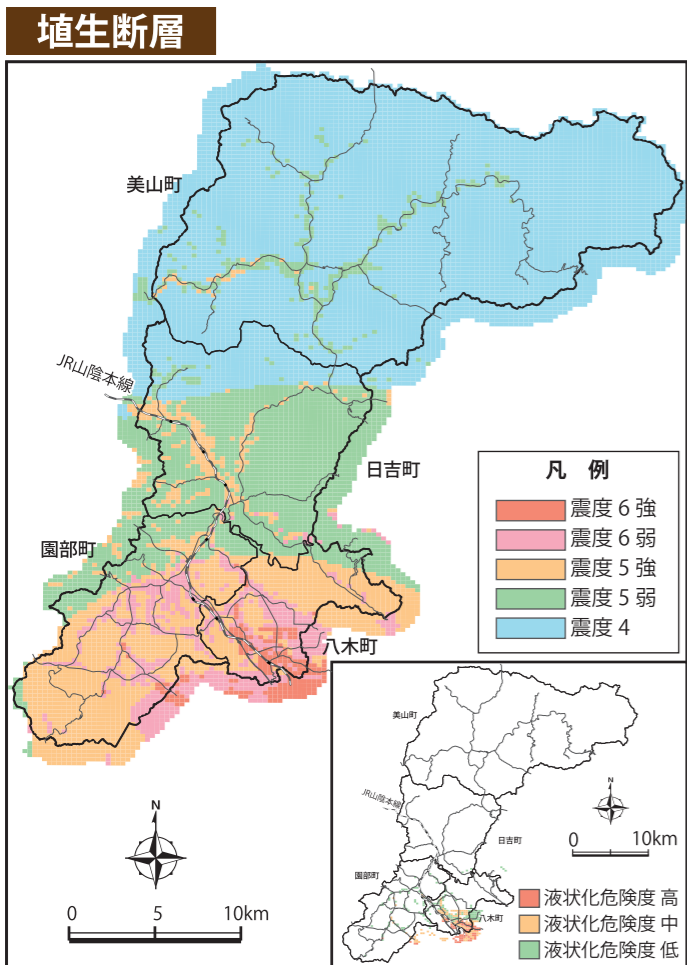 埴生断層
美山町
JR山陰本線
日吉町
園部町
八木町
凡 例
震度6強
震度6弱
震度5強
震度5弱
震度4
N
0 5 10km
美山町
JR山陰本線
日吉町
園部町
八木町
N
0 10km
液状化危険度 高
液状化危険度 中
液状化危険度 低